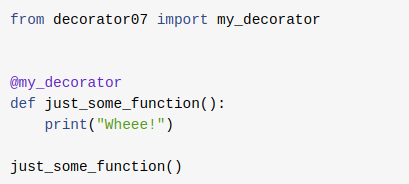 from decorator07 import my_decorator
@my_decorator
def just_some_function():
    print("Wheee!")
just_some_function()